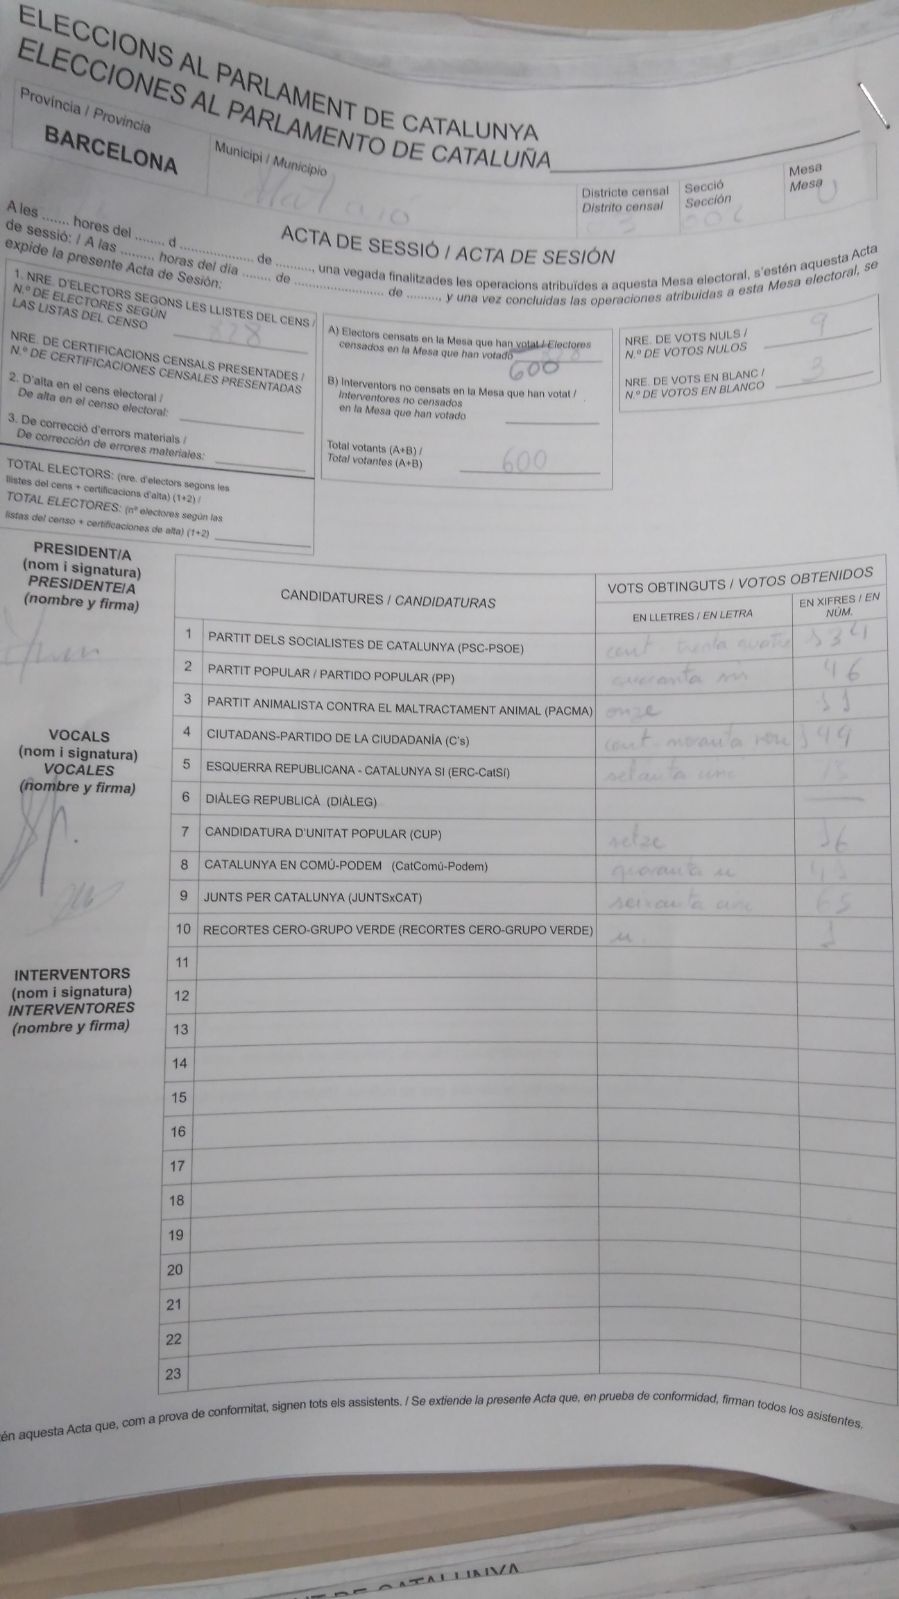 ELECCIONS AL PARLAMENT DE CATALUNYA
ELECCIONES AL PARLAMENTO DE CATALUÑA
Província / Provincia
BARCELONA
Municipi / Municipio
Mataró
Districte censal
Distrito censal
Secció
Sección
Mesa
Mesa
U
ACTA DE SESSIÓ / ACTA DE SESIÓN
A les ....... hores del ....... d .................. de ........., una vegada finalitzades les operacions atribuïdes a aquesta Mesa electoral, s'estén aquesta Acta
de sessió: / A las ........ horas del día ....... de ...................... de ........, y una vez concluidas las operaciones atribuidas a esta Mesa electoral, se
expide la presente Acta de Sesión:
1. NRE. D'ELECTORS SEGONS LES LLISTES DEL CENS /
N.º DE ELECTORES SEGÚN
LAS LISTAS DEL CENSO
828
NRE. DE CERTIFICACIONS CENSALS PRESENTADES /
N.º DE CERTIFICACIONES CENSALES PRESENTADAS
2. D'alta en el cens electoral /
De alta en el censo electoral:
3. De correcció d'errors materials /
De corrección de errores materiales:
TOTAL ELECTORS: (nre. d'electors segons les
llistes del cens + certificacions d'alta) (1+2) /
TOTAL ELECTORES: (nº electores según las
listas del censo + certificaciones de alta) (1+2)
A) Electors censats en la Mesa que han votat / Electores
censados en la Mesa que han votado
600
B) Interventors no censats en la Mesa que han votat /
Interventores no censados
en la Mesa que han votado
Total votants (A+B) /
Total votantes (A+B)
600
NRE. DE VOTS NULS /
N.º DE VOTOS NULOS
9
NRE. DE VOTS EN BLANC /
N.º DE VOTOS EN BLANCO
3
PRESIDENT/A
(nom i signatura)
PRESIDENTE/A
(nombre y firma)
VOCALS
(nom i signatura)
VOCALES
(nombre y firma)
INTERVENTORS
(nom i signatura)
INTERVENTORES
(nombre y firma)
CANDIDATURES / CANDIDATURAS
VOTS OBTINGUTS / VOTOS OBTENIDOS
EN LLETRES / EN LETRA
EN XIFRES / EN
NÚM.
1 PARTIT DELS SOCIALISTES DE CATALUNYA (PSC-PSOE) cent trenta quatre 134
2 PARTIT POPULAR / PARTIDO POPULAR (PP) quaranta sis 46
3 PARTIT ANIMALISTA CONTRA EL MALTRACTAMENT ANIMAL (PACMA) onze 11
4 CIUTADANS-PARTIDO DE LA CIUDADANÍA (C's) cent noranta nou 199
5 ESQUERRA REPUBLICANA - CATALUNYA SI (ERC-CatSí) setanta cinc 75
6 DIÀLEG REPUBLICÀ (DIÀLEG)
7 CANDIDATURA D'UNITAT POPULAR (CUP) setze 16
8 CATALUNYA EN COMÚ-PODEM (CatComú-Podem) quaranta u 41
9 JUNTS PER CATALUNYA (JUNTSxCAT) seixanta cinc 65
10 RECORTES CERO-GRUPO VERDE (RECORTES CERO-GRUPO VERDE) u. 1
11
12
13
14
15
16
17
18
19
20
21
22
23
én aquesta Acta que, com a prova de conformitat, signen tots els assistents. / Se extiende la presente Acta que, en prueba de conformidad, firman todos los asistentes.